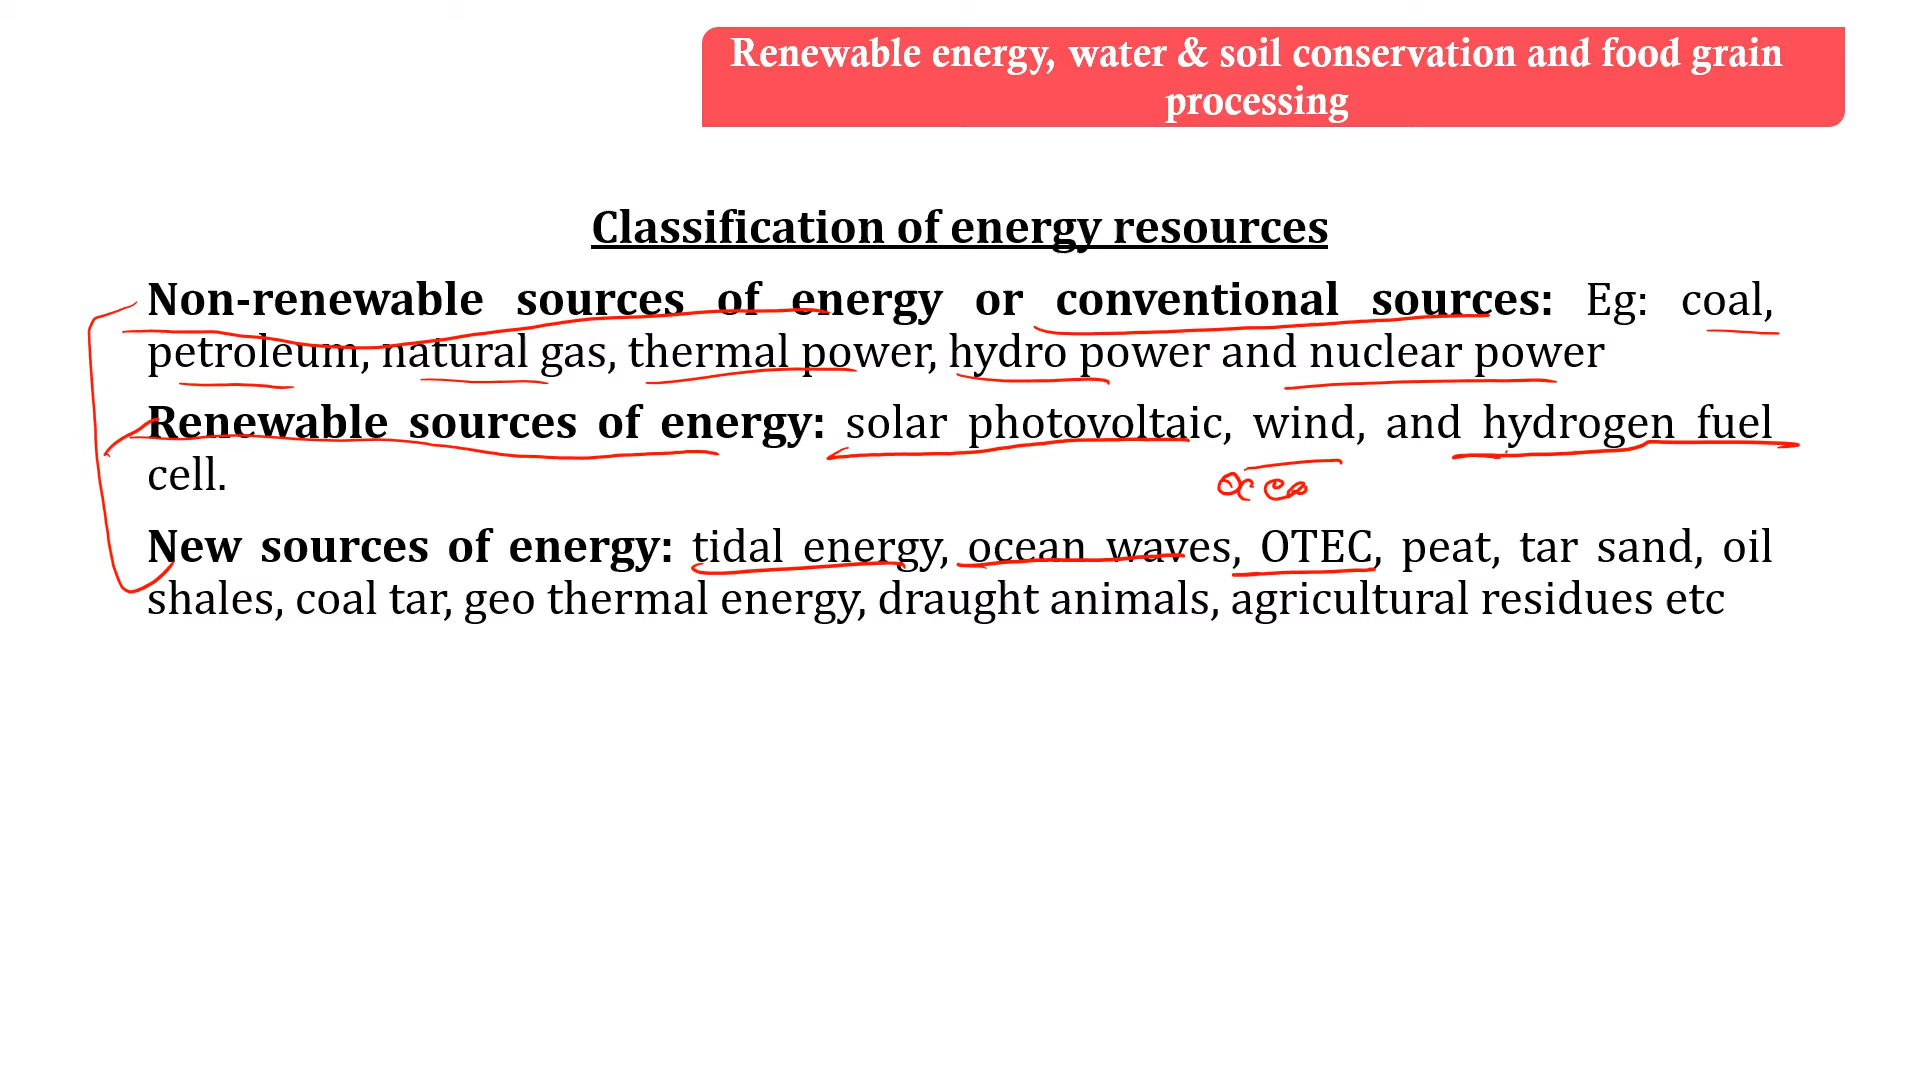 Renewable energy, water & soil conservation and food grain
processing
Classification of energy resources
Non-renewable sources of energy or conventional sources: Eg: coal,
petroleum, natural gas, thermal power, hydro power and nuclear power
Renewable sources of energy: solar photovoltaic, wind, and hydrogen fuel
cell.
New sources of energy: tidal energy, ocean waves, OTEC, peat, tar sand, oil
shales, coal tar, geo thermal energy, draught animals, agricultural residues etc